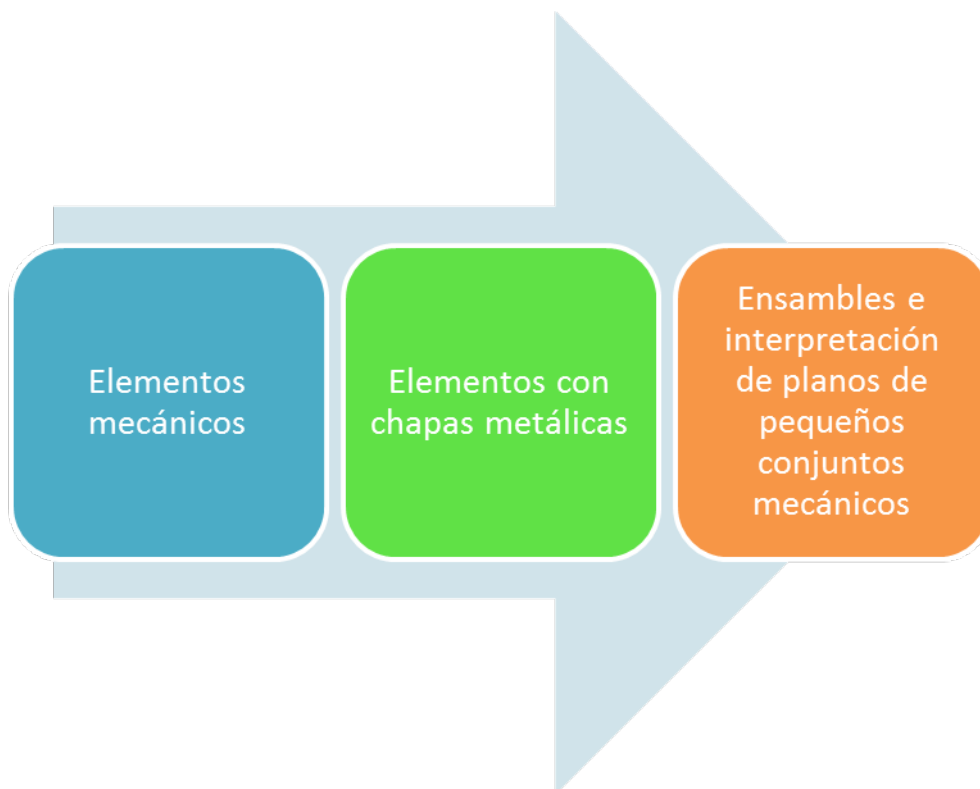 Elementos
mecánicos
Elementos con
chapas metálicas
Ensambles e
interpretación
de planos de
pequeños
conjuntos
mecánicos